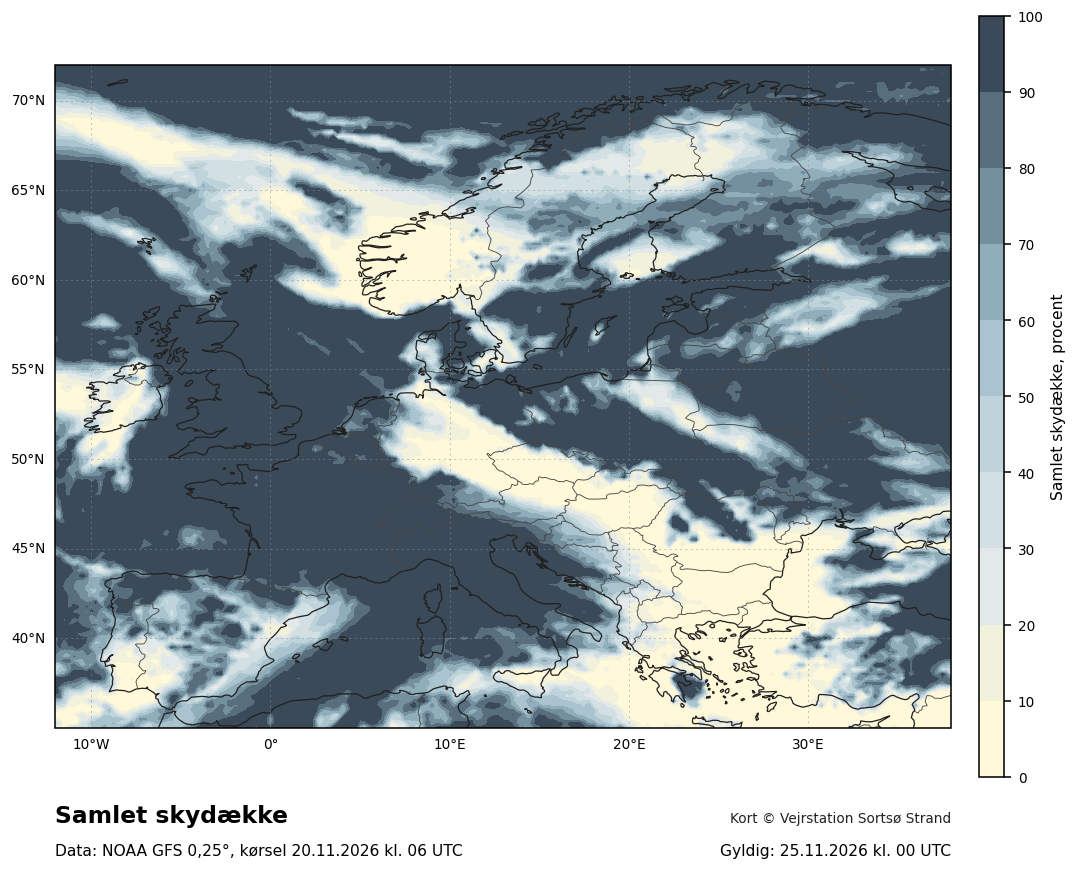 100
90
80
70
60
50
40
30
20
10
0
Samlet skydække, procent
70°N
65°N
60°N
55°N
50°N
45°N
40°N
10°W
0°
10°E
20°E
30°E
Samlet skydække
Kort © Vejrstation Sortsø Strand
Data: NOAA GFS 0,25°, kørsel 20.11.2026 kl. 06 UTC
Gyldig: 25.11.2026 kl. 00 UTC